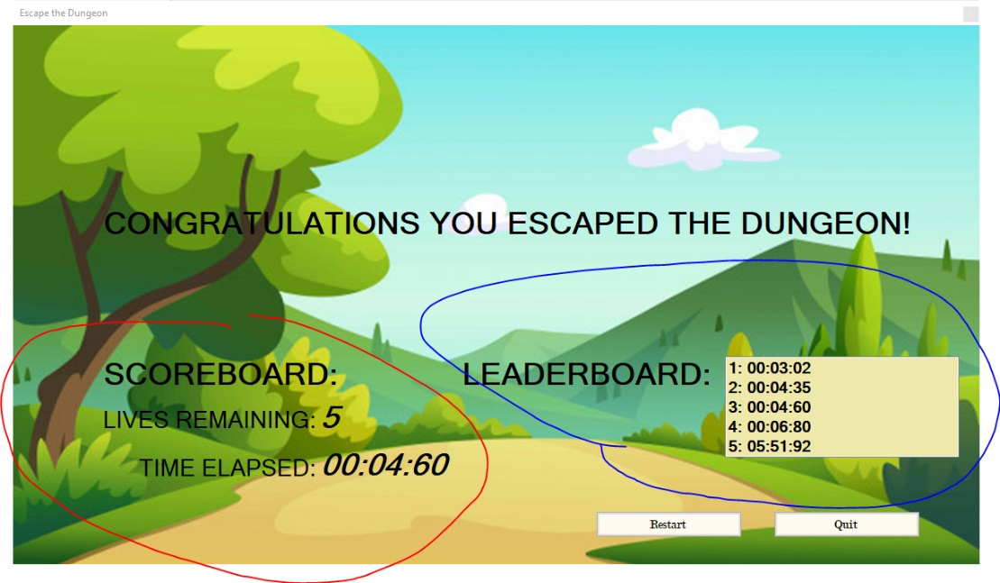 Escape the Dungeon
CONGRATULATIONS YOU ESCAPED THE DUNGEON!
SCOREBOARD:
LIVES REMAINING: 5
TIME ELAPSED: 00:04:60
LEADERBOARD:
1: 00:03:02
2: 00:04:35
3: 00:04:60
4: 00:06:80
5: 05:51:92
Restart
Quit